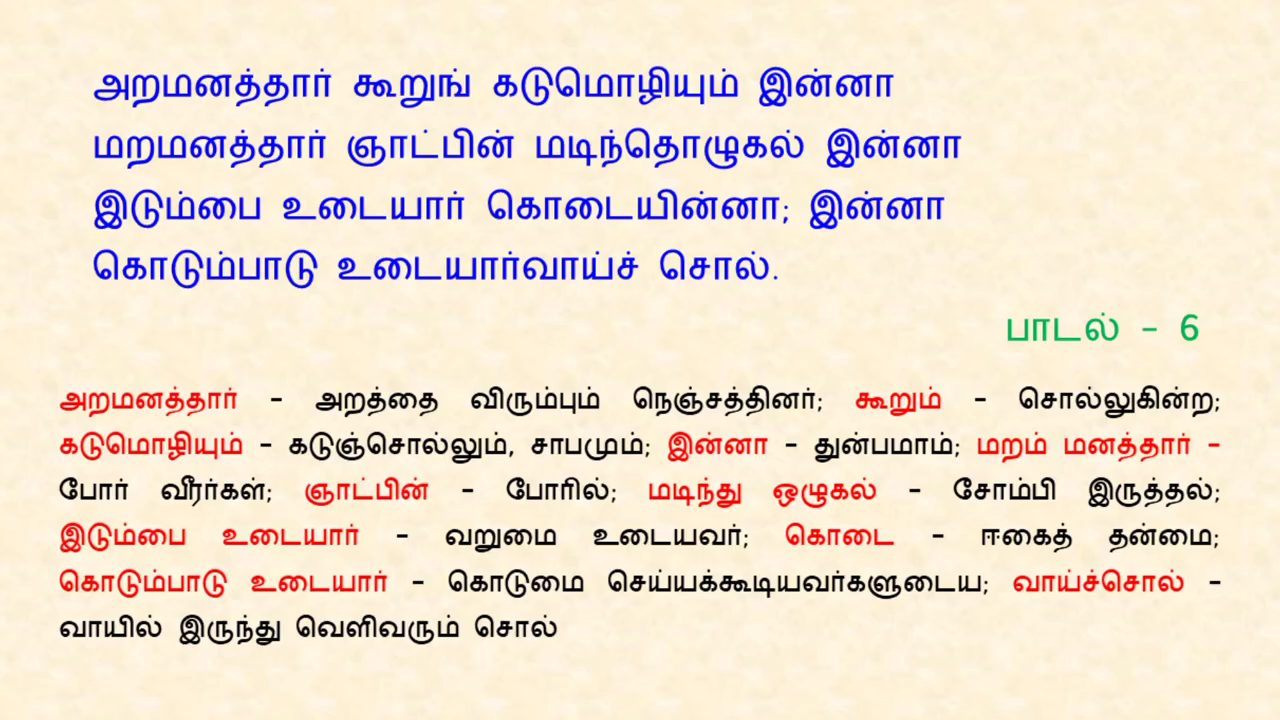 அறமனத்தார் கூறுங் கடுமொழியும் இன்னா
மறமனத்தார் ஞாட்பின் மடிந்தொழுகல் இன்னா
இடும்பை உடையார் கொடையின்னா; இன்னா
கொடும்பாடு உடையார்வாய்ச் சொல்.
பாடல் - 6
அறமனத்தார் - அறத்தை விரும்பும் நெஞ்சத்தினர்; கூறும் - சொல்லுகின்ற;
கடுமொழியும் - கடுஞ்சொல்லும், சாபமும்; இன்னா - துன்பமாம்; மறம் மனத்தார் -
போர் வீரர்கள்; ஞாட்பின் - போரில்; மடிந்து ஒழுகல் - சோம்பி இருத்தல்;
இடும்பை உடையார் - வறுமை உடையவர்; கொடை - ஈகைத் தன்மை;
கொடும்பாடு உடையார் - கொடுமை செய்யக்கூடியவர்களுடைய; வாய்ச்சொல் -
வாயில் இருந்து வெளிவரும் சொல்